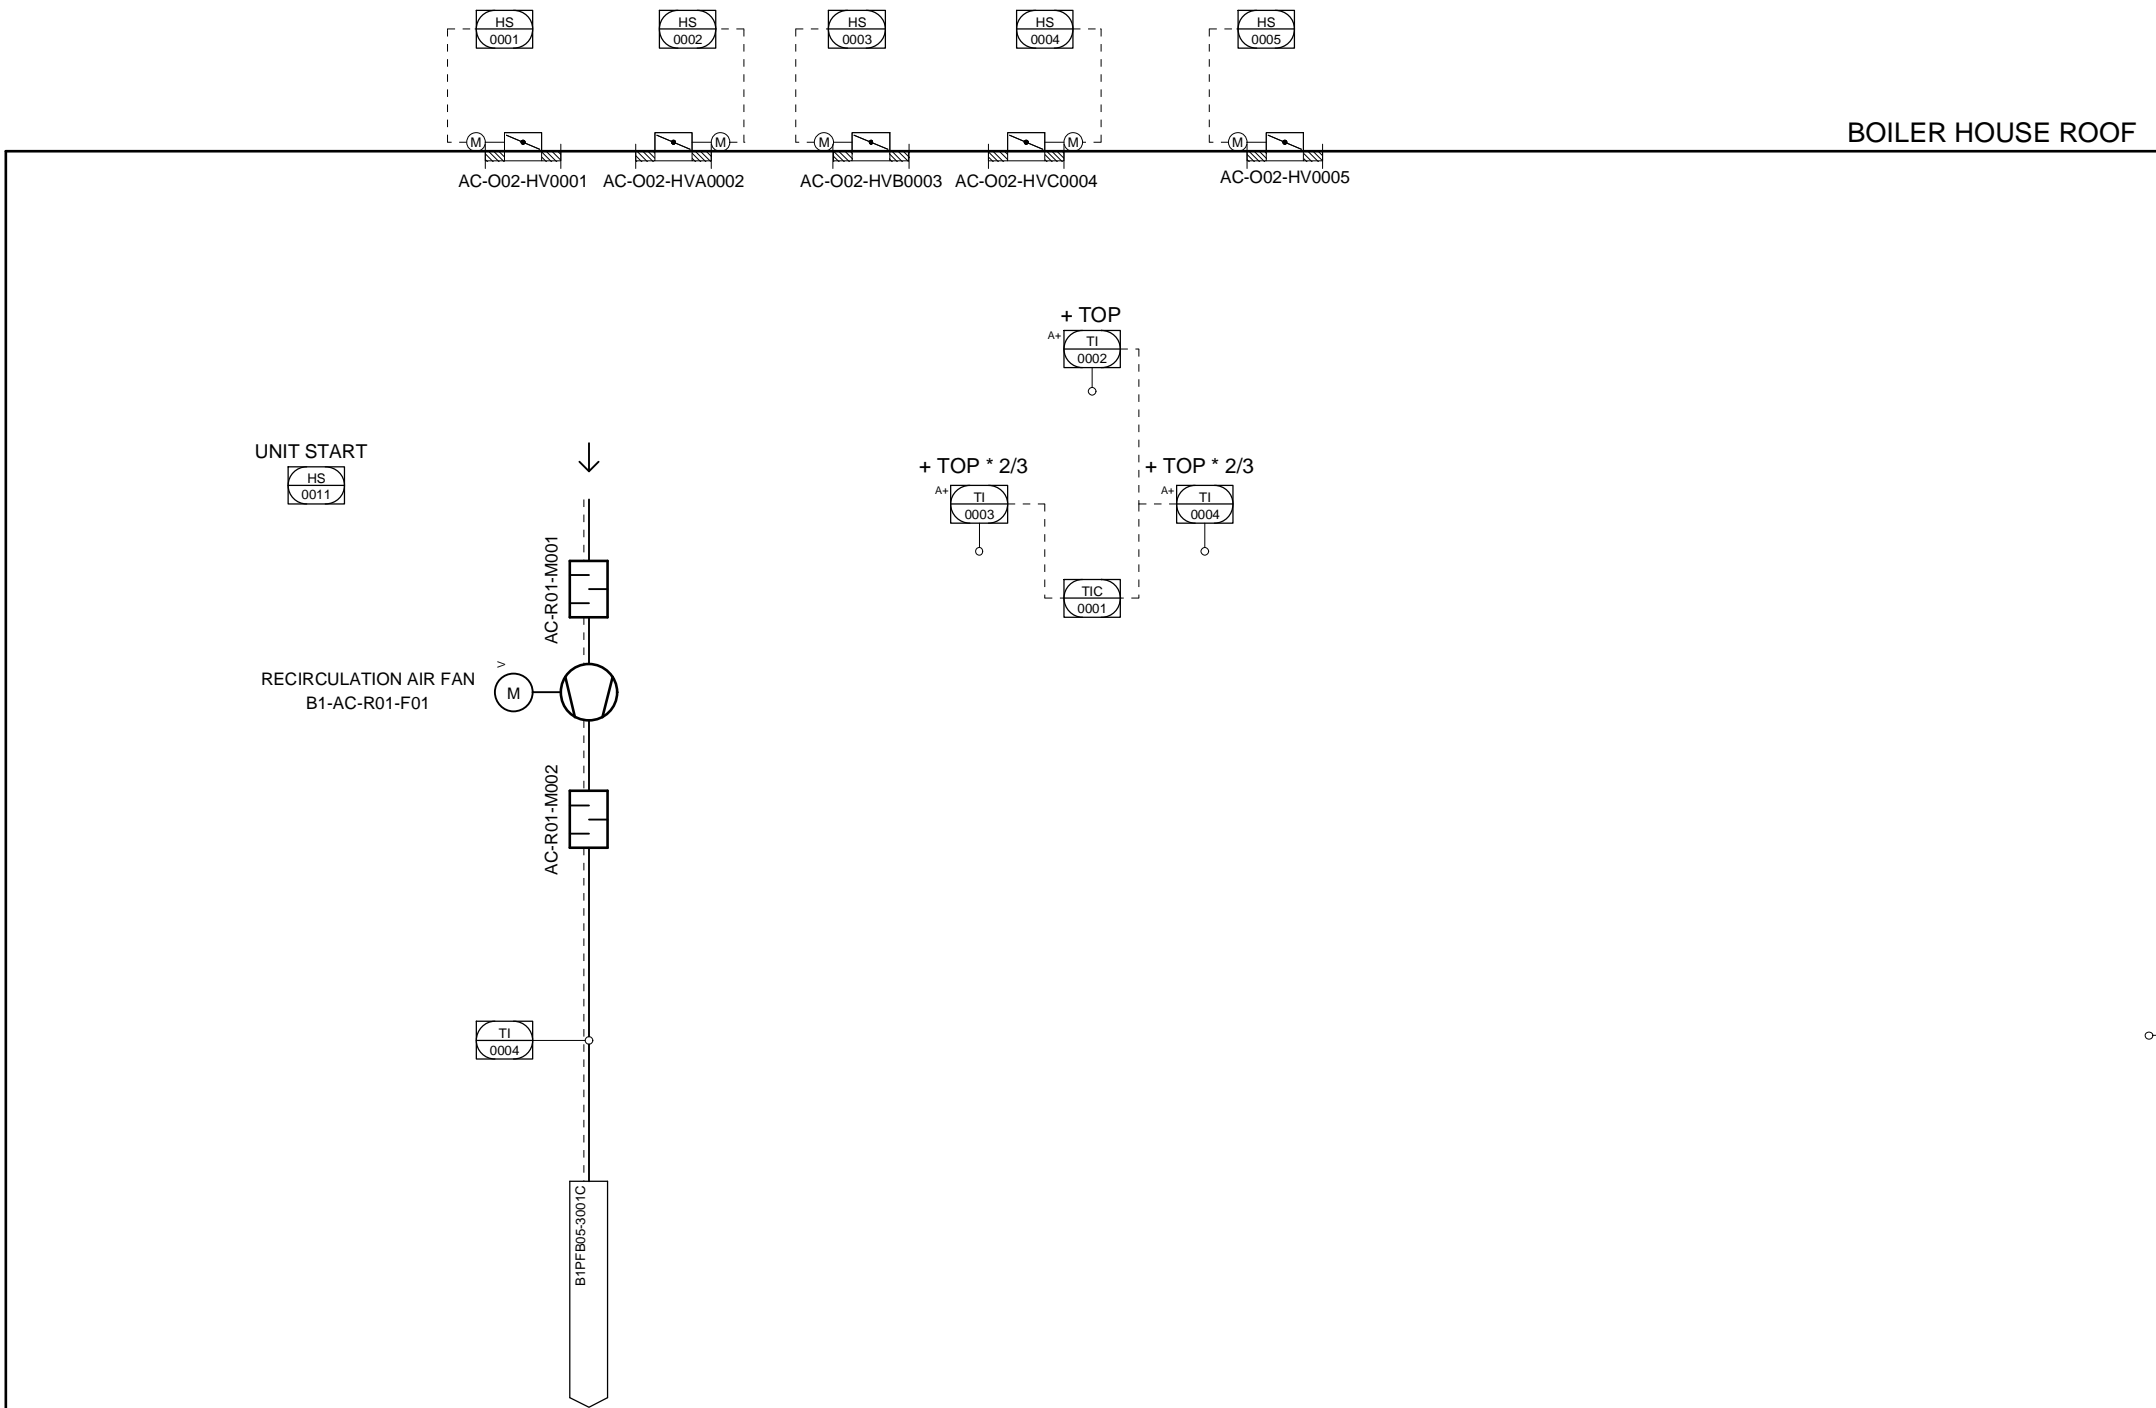 HS
0001
HS
0002
HS
0003
HS
0004
HS
0005
BOILER HOUSE ROOF
M
M
M
M
M
AC-O02-HV0001
AC-O02-HVA0002
AC-O02-HVB0003
AC-O02-HVC0004
AC-O02-HV0005
+ TOP
A+
TI
0002
UNIT START
HS
0011
+ TOP * 2/3
A+
TI
0003
+ TOP * 2/3
A+
TI
0004
TIC
0001
AC-R01-M001
RECIRCULATION AIR FAN
B1-AC-R01-F01
V
M
AC-R01-M002
TI
0004
B1PFB05-3001C